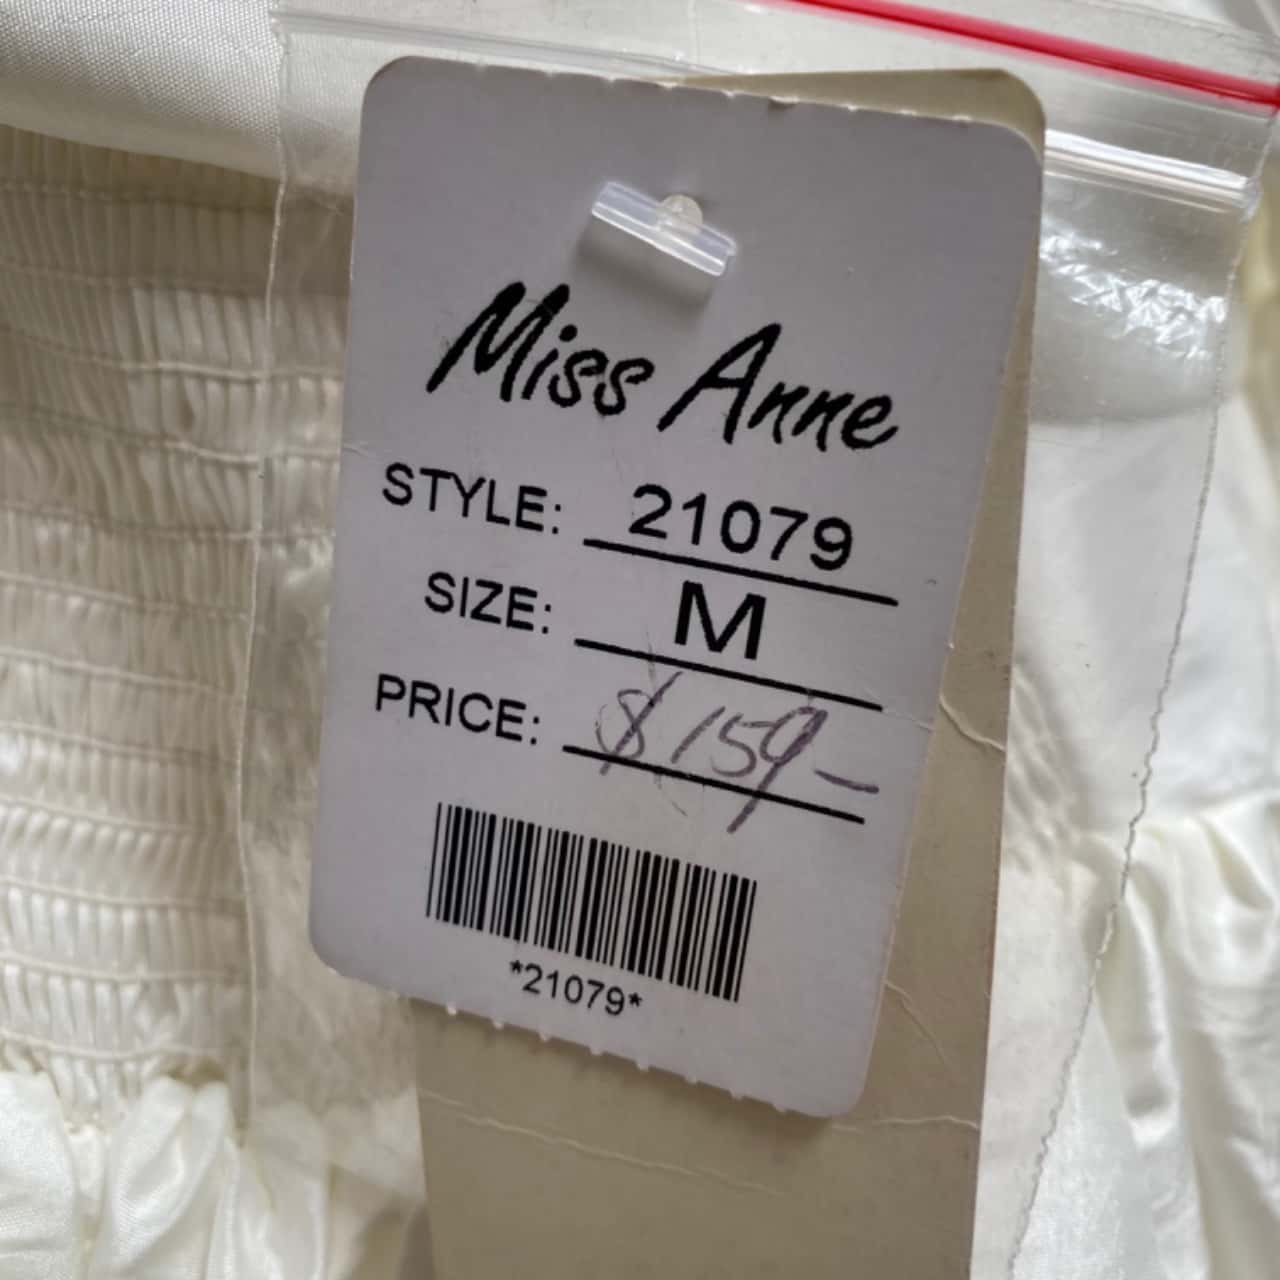 Miss Anne
STYLE: 21079
SIZE: M
PRICE: $159-
*21079*